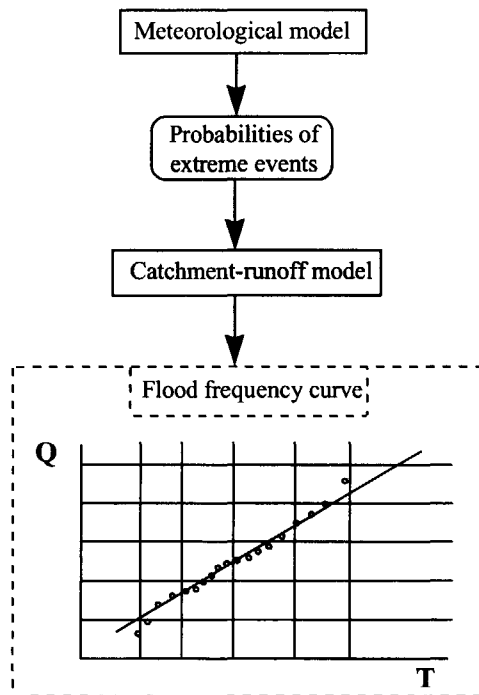 Meteorological model
Probabilities of
extreme events
Catchment-runoff model
Flood frequency curve
Q
T